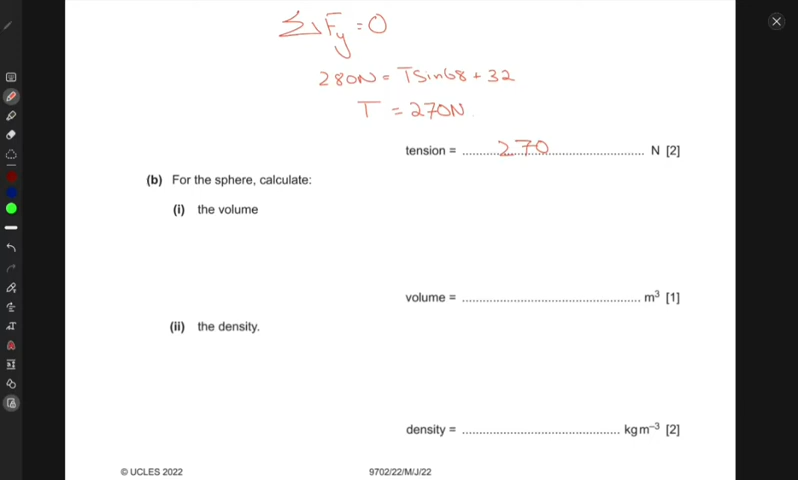 ΣFy = 0
280N = Tsin68 + 32
T = 270N.
tension = ........ 270 ........ N [2]
(b) For the sphere, calculate:
(i) the volume
volume = ........ m³ [1]
(ii) the density.
density = ........ kg m⁻³ [2]
© UCLES 2022 9702/22/M/J/22